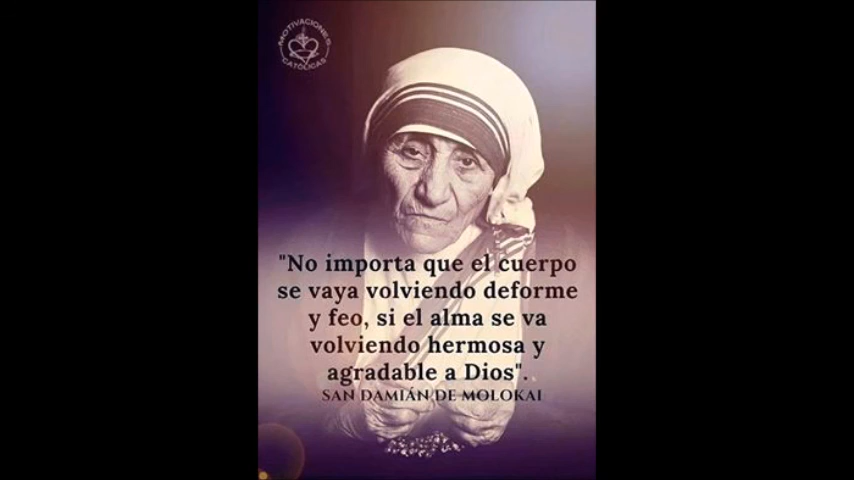 MOTIVACIONES
CATÓLICAS
"No importa que el cuerpo
se vaya volviendo deforme
y feo, si el alma se va
volviendo hermosa y
agradable a Dios".
SAN DAMIÁN DE MOLOKAI